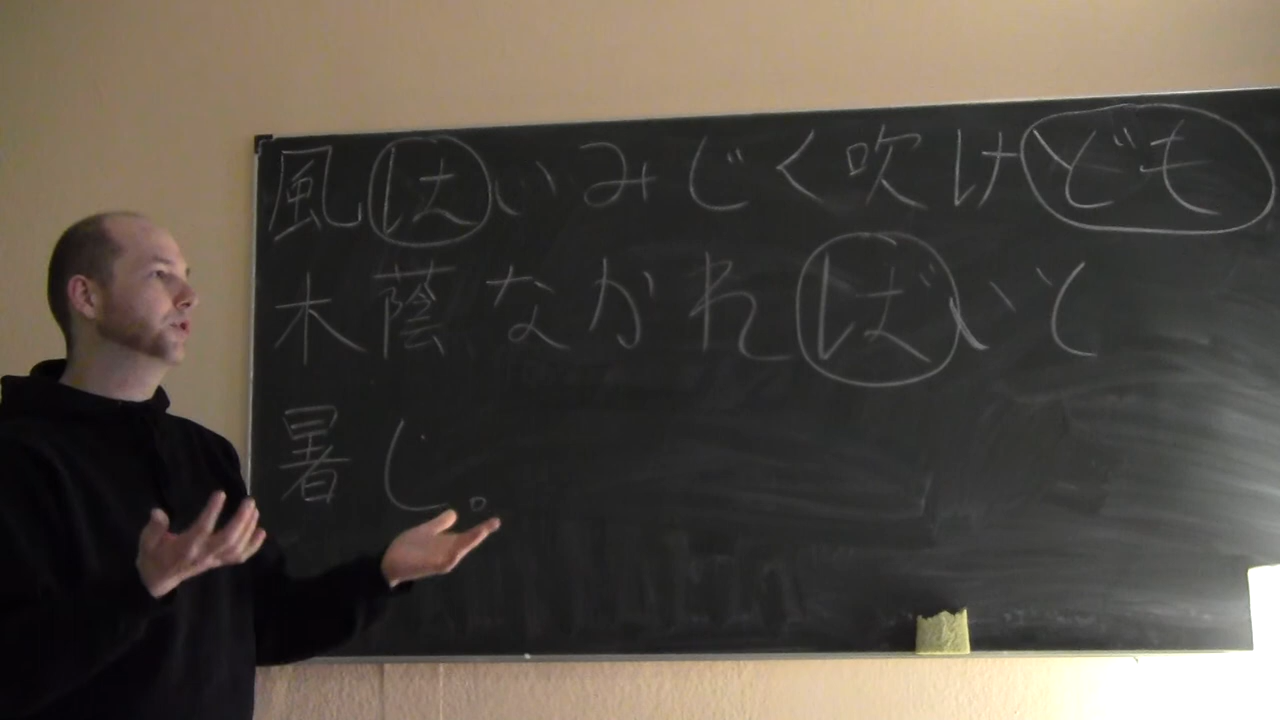 風はいみじく吹けども
木蔭なかればいと
暑し。